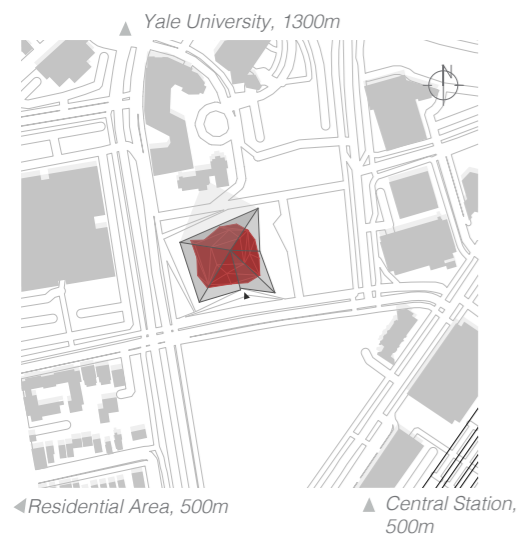 Yale University, 1300m
N
Residential Area, 500m
Central Station,
500m